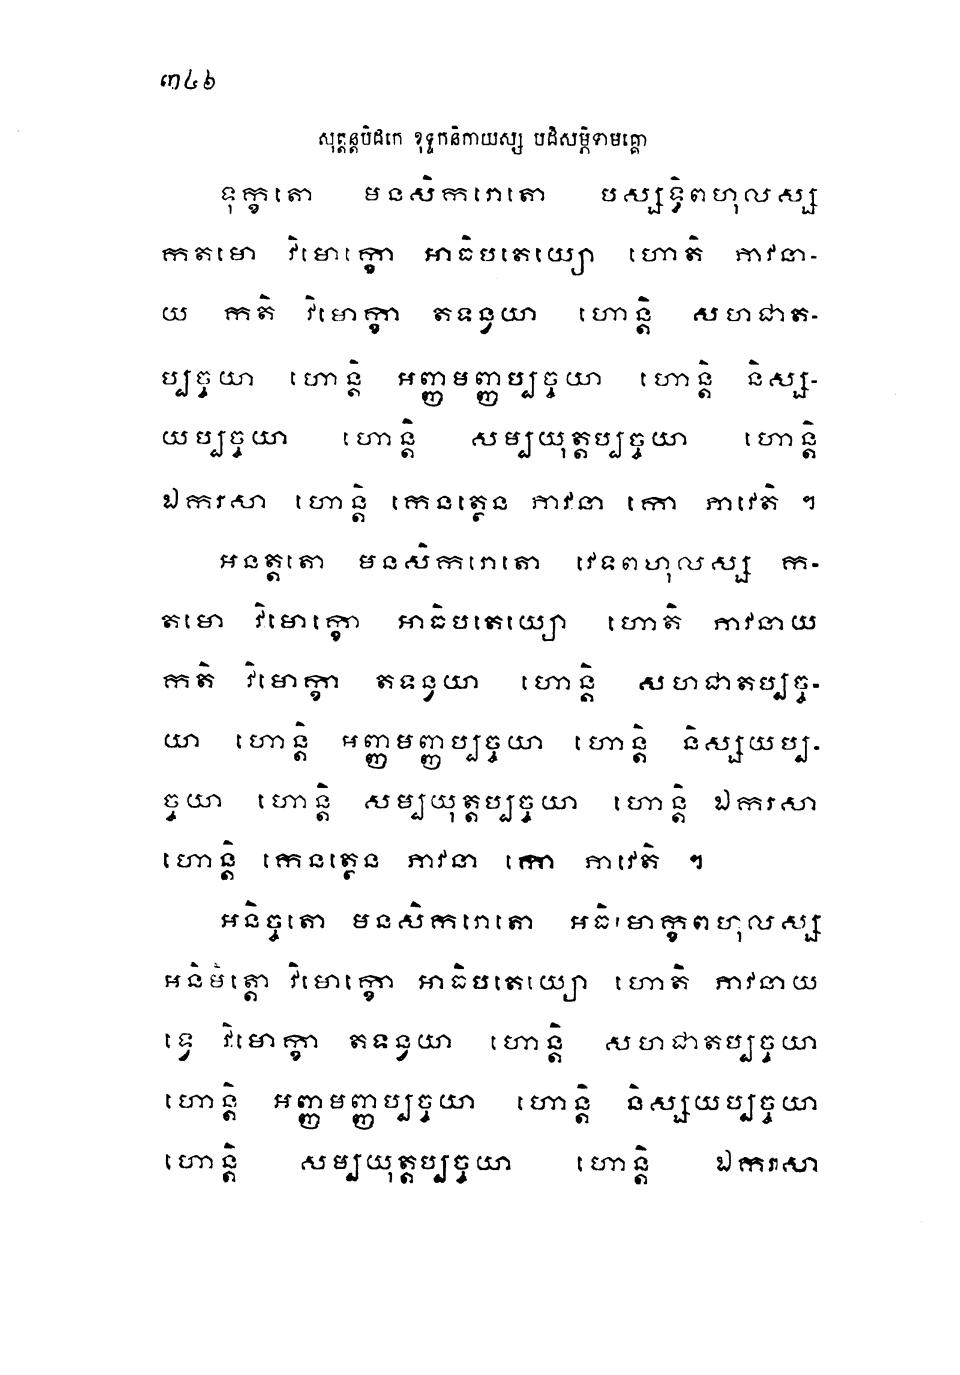 ៣៤៦
សុត្តន្តបិដកេ ខុទ្ទកនិកាយស្ស បដិសម្ភិទាមគ្គោ
ទុក្ខតោ មនសិករោតោ បស្សទ្ធិពហុលស្ស
កតមោ វិមោក្ខោ អាធិបតេយ្យោ ហោតិ ភាវនា-
យ កតិ វិមោក្ខា តទន្វយា ហោន្តិ សហជាត-
ប្បច្ចយា ហោន្តិ អញ្ញមញ្ញប្បច្ចយា ហោន្តិ និស្ស-
យប្បច្ចយា ហោន្តិ សម្បយុត្តប្បច្ចយា ហោន្តិ
ឯករសា ហោន្តិ កេនត្ថេន ភាវនា កោ ភាវេតិ ។
អនត្តតោ មនសិករោតោ វេទពហុលស្ស ក-
តមោ វិមោក្ខោ អាធិបតេយ្យោ ហោតិ ភាវនាយ
កតិ វិមោក្ខា តទន្វយា ហោន្តិ សហជាតប្បច្ច-
យា ហោន្តិ អញ្ញមញ្ញប្បច្ចយា ហោន្តិ និស្សយប្ប-
ច្ចយា ហោន្តិ សម្បយុត្តប្បច្ចយា ហោន្តិ ឯករសា
ហោន្តិ កេនត្ថេន ភាវនា កោ ភាវេតិ ។
អនិច្ចតោ មនសិករោតោ អធិមោក្ខពហុលស្ស
អនិមិត្តោ វិមោក្ខោ អាធិបតេយ្យោ ហោតិ ភាវនាយ
ទ្វេ វិមោក្ខា តទន្វយា ហោន្តិ សហជាតប្បច្ចយា
ហោន្តិ អញ្ញមញ្ញប្បច្ចយា ហោន្តិ និស្សយប្បច្ចយា
ហោន្តិ សម្បយុត្តប្បច្ចយា ហោន្តិ ឯករសា